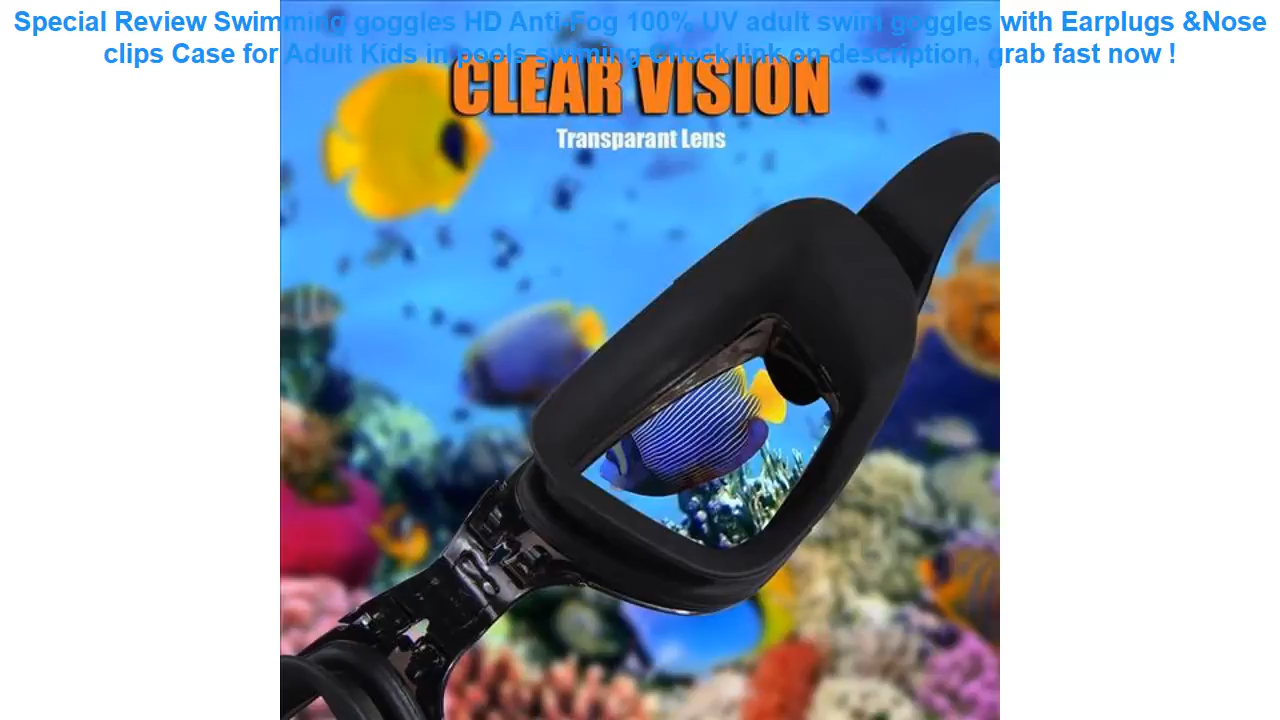 Special Review Swimming goggles HD Anti-Fog 100% UV adult swim goggles with Earplugs &Nose
clips Case for Adult Kids in pools swiming Check link on description, grab fast now !
CLEAR VISION
Transparant Lens